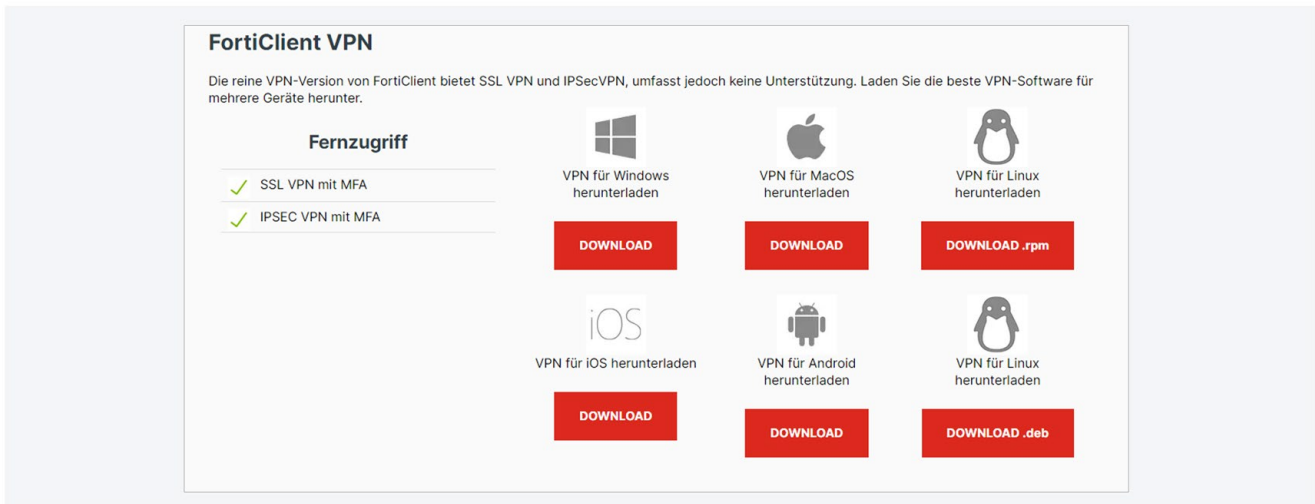 FortiClient VPN
Die reine VPN-Version von FortiClient bietet SSL VPN und IPSecVPN, umfasst jedoch keine Unterstützung. Laden Sie die beste VPN-Software für
mehrere Geräte herunter.
Fernzugriff
SSL VPN mit MFA
IPSEC VPN mit MFA
VPN für Windows
herunterladen
DOWNLOAD
VPN für MacOS
herunterladen
DOWNLOAD
VPN für Linux
herunterladen
DOWNLOAD .rpm
iOS
VPN für iOS herunterladen
DOWNLOAD
VPN für Android
herunterladen
DOWNLOAD
VPN für Linux
herunterladen
DOWNLOAD .deb